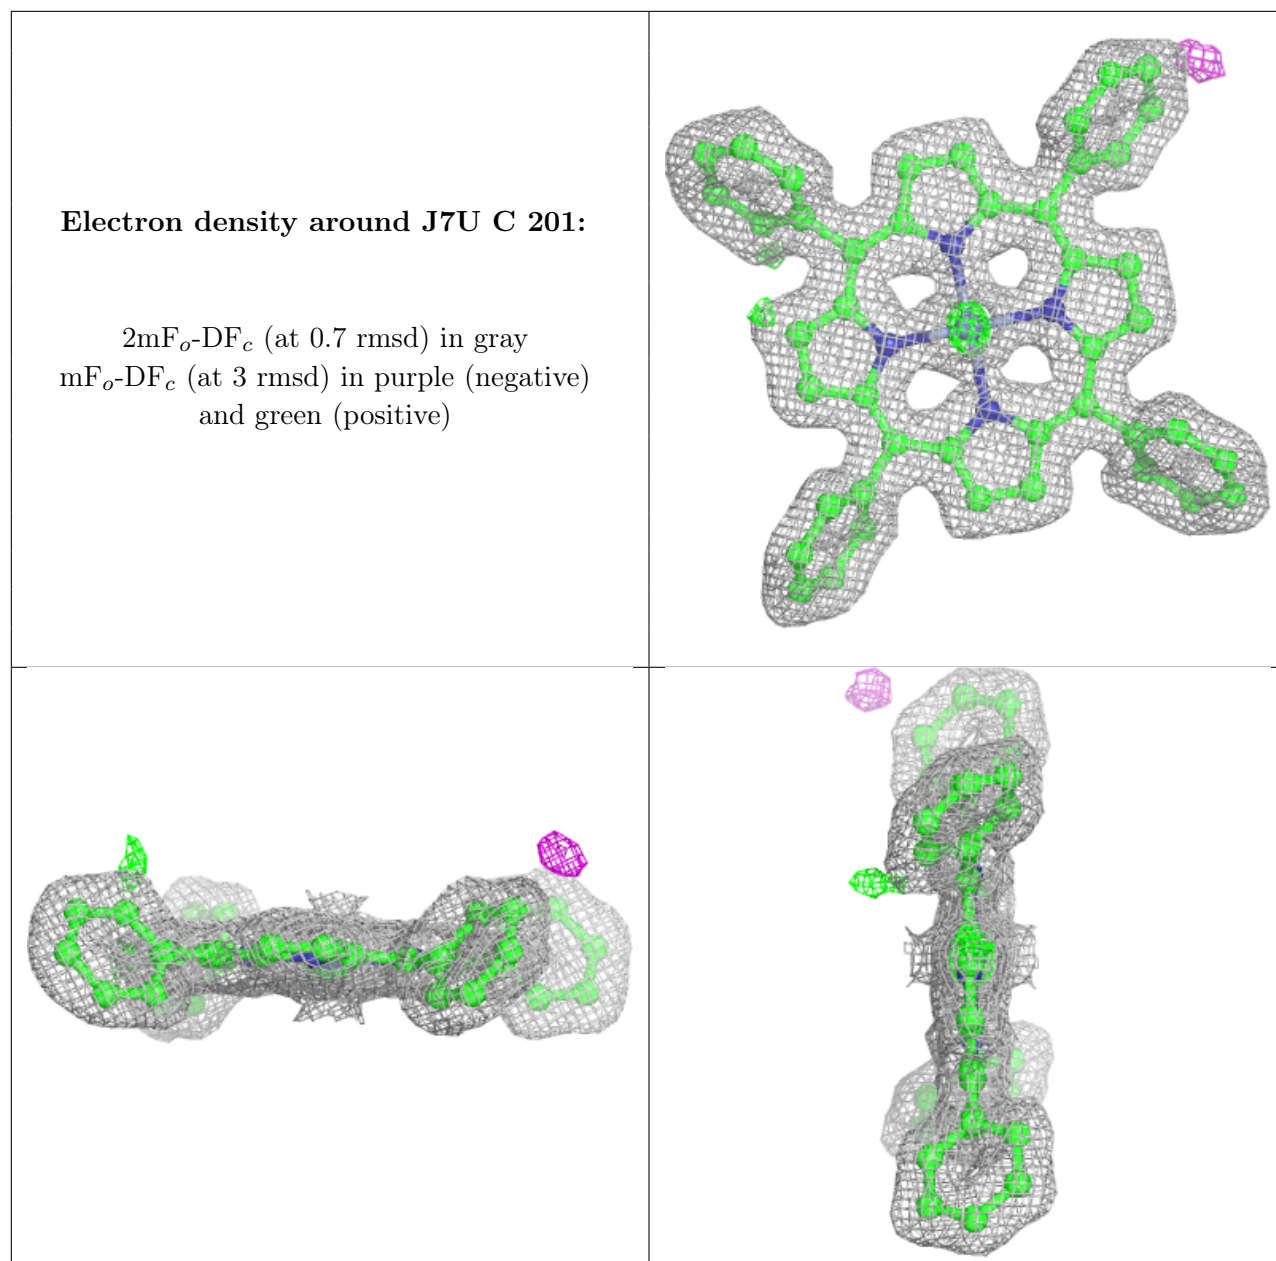 Electron density around J7U C 201:
2mFo-DFc (at 0.7 rmsd) in gray
mFo-DFc (at 3 rmsd) in purple (negative)
and green (positive)